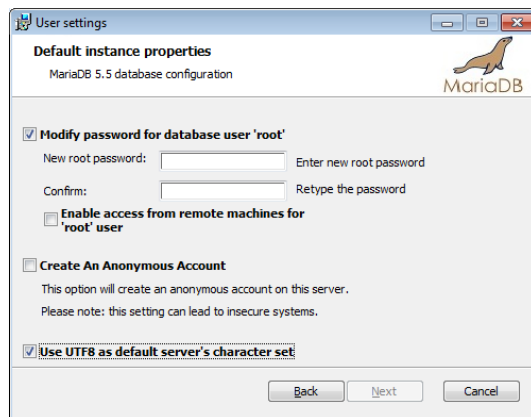 User settings
Default instance properties
MariaDB 5.5 database configuration
MariaDB
Modify password for database user 'root'
New root password:
Enter new root password
Confirm:
Retype the password
Enable access from remote machines for
'root' user
Create An Anonymous Account
This option will create an anonymous account on this server.
Please note: this setting can lead to insecure systems.
Use UTF8 as default server's character set
Back
Next
Cancel